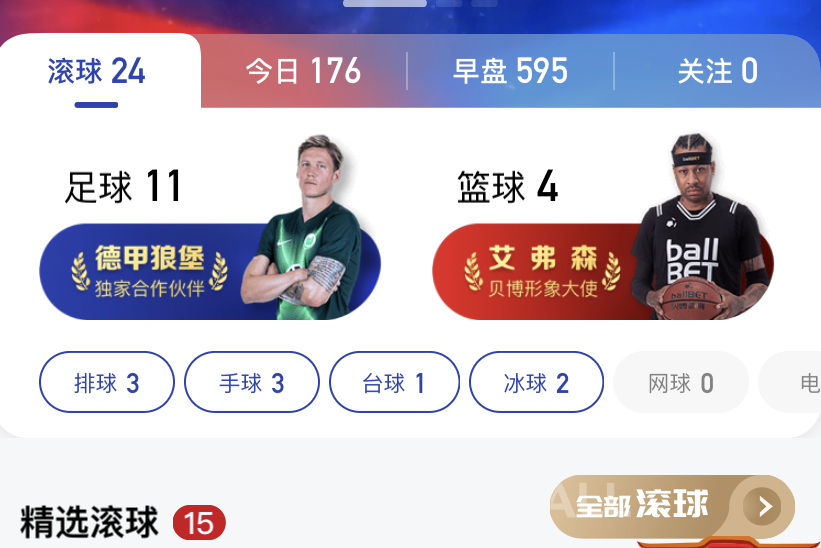 滚球 24 今日 176 早盘 595 关注 0
足球 11
德甲狼堡
独家合作伙伴
篮球 4
艾弗森
贝博形象大使
ballBET
ball
BET
ballBET
排球 3 手球 3 台球 1 冰球 2 网球 0 电
精选滚球 15
全部滚球